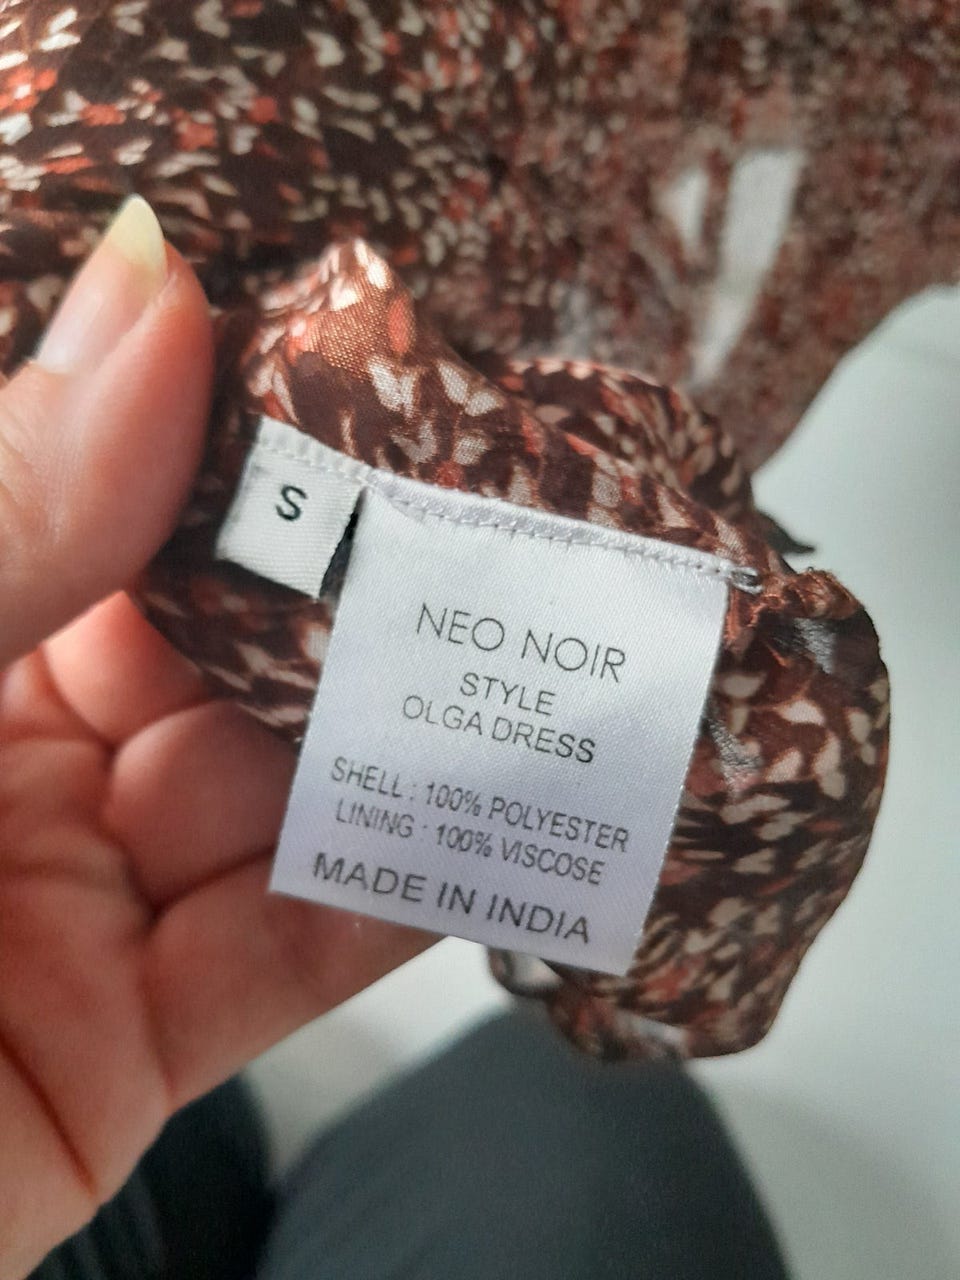 S
NEO NOIR
STYLE
OLGA DRESS
SHELL : 100% POLYESTER
LINING : 100% VISCOSE
MADE IN INDIA